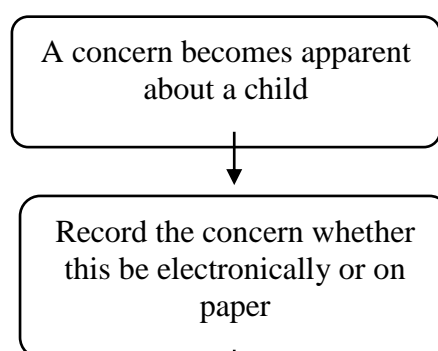 A concern becomes apparent
about a child
Record the concern whether
this be electronically or on
paper